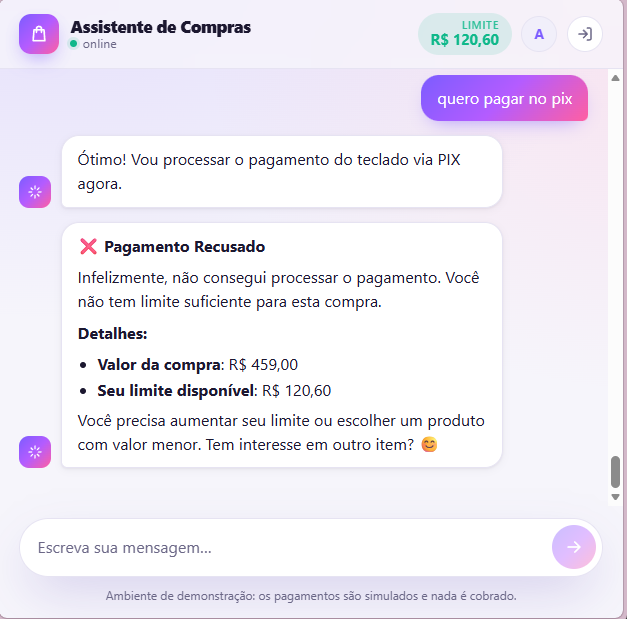 Assistente de Compras
online
LIMITE
R$ 120,60
A
quero pagar no pix
Ótimo! Vou processar o pagamento do teclado via PIX
agora.
❌ Pagamento Recusado
Infelizmente, não consegui processar o pagamento. Você
não tem limite suficiente para esta compra.
Detalhes:
• Valor da compra: R$ 459,00
• Seu limite disponível: R$ 120,60
Você precisa aumentar seu limite ou escolher um produto
com valor menor. Tem interesse em outro item? 😊
Escreva sua mensagem...
Ambiente de demonstração: os pagamentos são simulados e nada é cobrado.